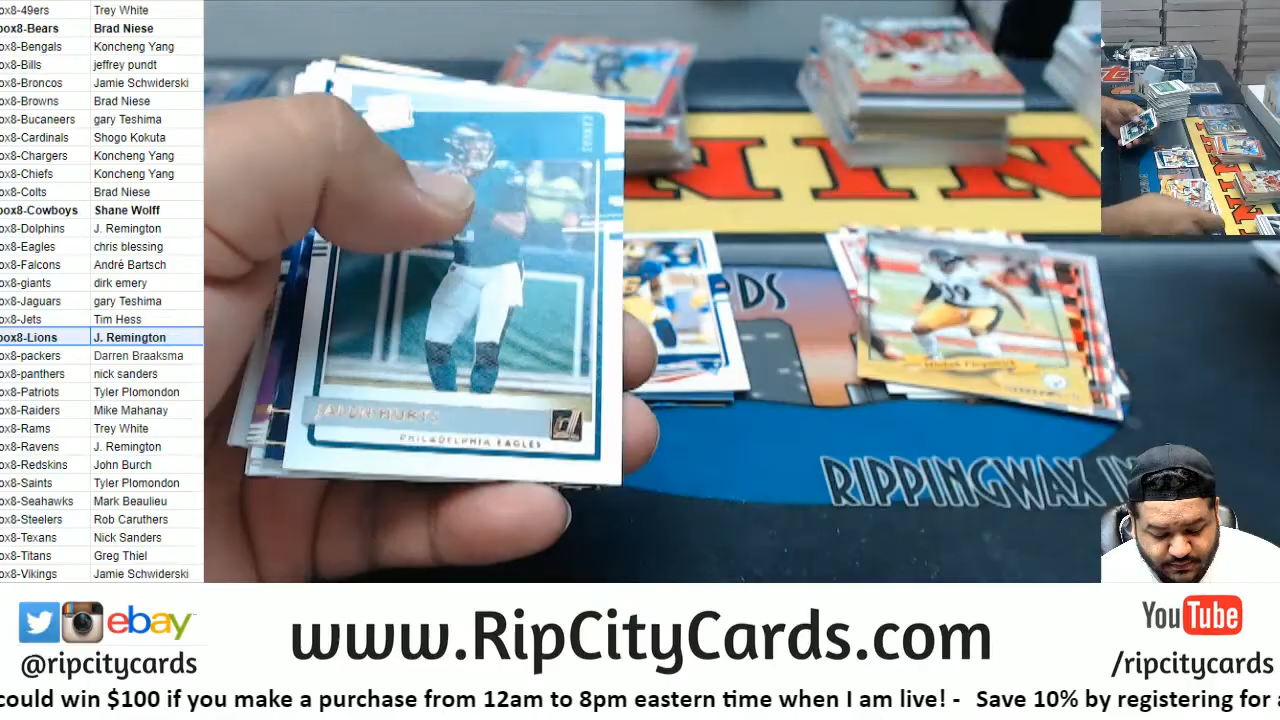 ox8-49ers Trey White
ox8-Bears Brad Niese
ox8-Bengals Koncheng Yang
ox8-Bills jeffrey pundt
ox8-Broncos Jamie Schwiderski
ox8-Browns Brad Niese
ox8-Bucaneers gary Teshima
ox8-Cardinals Shogo Kokuta
ox8-Chargers Koncheng Yang
ox8-Chiefs Koncheng Yang
ox8-Colts Brad Niese
ox8-Cowboys Shane Wolff
ox8-Dolphins J. Remington
ox8-Eagles chris blessing
ox8-Falcons André Bartsch
ox8-giants dirk emery
ox8-Jaguars gary Teshima
ox8-Jets Tim Hess
ox8-Lions J. Remington
ox8-packers Darren Braaksma
ox8-panthers nick sanders
ox8-Patriots Tyler Plomondon
ox8-Raiders Mike Mahanay
ox8-Rams Trey White
ox8-Ravens J. Remington
ox8-Redskins John Burch
ox8-Saints Tyler Plomondon
ox8-Seahawks Mark Beaulieu
ox8-Steelers Rob Caruthers
ox8-Texans Nick Sanders
ox8-Titans Greg Thiel
ox8-Vikings Jamie Schwiderski
JALEN HURTS
PHILADELPHIA EAGLES
NINI
DS
Minkah Fitzpatrick
RIPPINGWAX IN
ebay
@ripcitycards
www.RipCityCards.com
YouTube
/ripcitycards
could win $100 if you make a purchase from 12am to 8pm eastern time when I am live! - Save 10% by registering for a